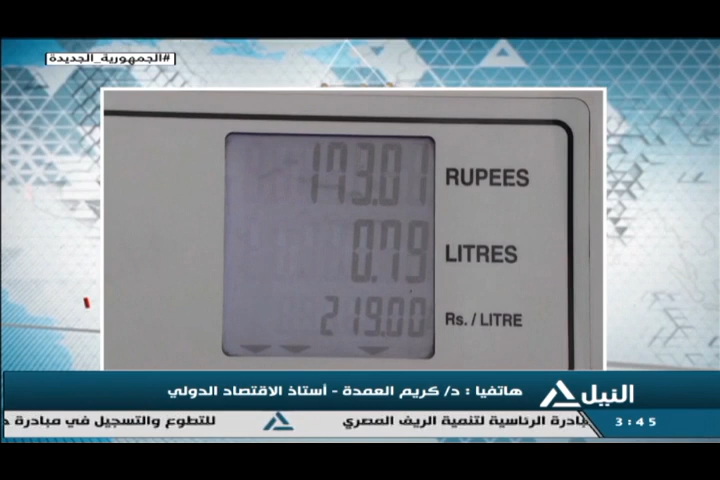 #الجمهورية_الجديدة
173.01 RUPEES
0.79 LITRES
219.00 Rs. / LITRE
هاتفيا : د/ كريم العمدة - أستاذ الاقتصاد الدولي
النيل
3:45
الرئاسية لتنمية الريف المصري
للتطوع والتسجيل في مبادرة